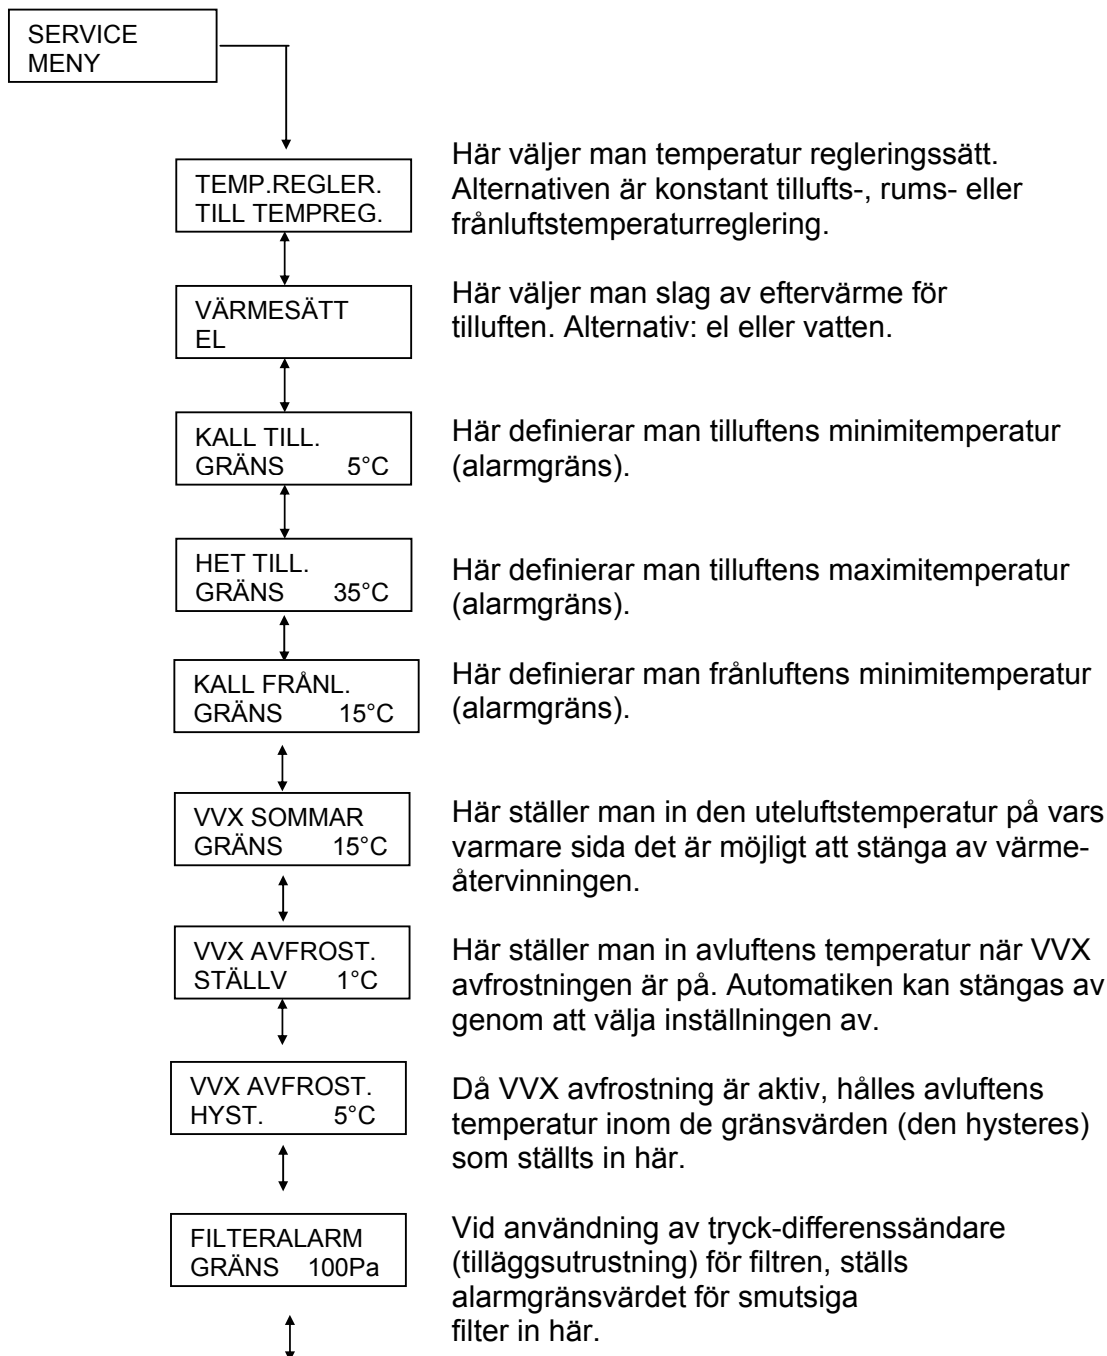 SERVICE
MENY
TEMP.REGLER.
TILL TEMPREG.
Här väljer man temperatur regleringssätt.
Alternativen är konstant tillufts-, rums- eller
frånluftstemperaturreglering.
VÄRMESÄTT
EL
Här väljer man slag av eftervärme för
tilluften. Alternativ: el eller vatten.
KALL TILL.
GRÄNS 5°C
Här definierar man tilluftens minimitemperatur
(alarmgräns).
HET TILL.
GRÄNS 35°C
Här definierar man tilluftens maximitemperatur
(alarmgräns).
KALL FRÅNL.
GRÄNS 15°C
Här definierar man frånluftens minimitemperatur
(alarmgräns).
VVX SOMMAR
GRÄNS 15°C
Här ställer man in den uteluftstemperatur på vars
varmare sida det är möjligt att stänga av värme-
återvinningen.
VVX AVFROST.
STÄLLV 1°C
Här ställer man in avluftens temperatur när VVX
avfrostningen är på. Automatiken kan stängas av
genom att välja inställningen av.
VVX AVFROST.
HYST. 5°C
Då VVX avfrostning är aktiv, hålles avluftens
temperatur inom de gränsvärden (den hysteres)
som ställts in här.
FILTERALARM
GRÄNS 100Pa
Vid användning av tryck-differenssändare
(tilläggsutrustning) för filtren, ställs
alarmgränsvärdet för smutsiga
filter in här.